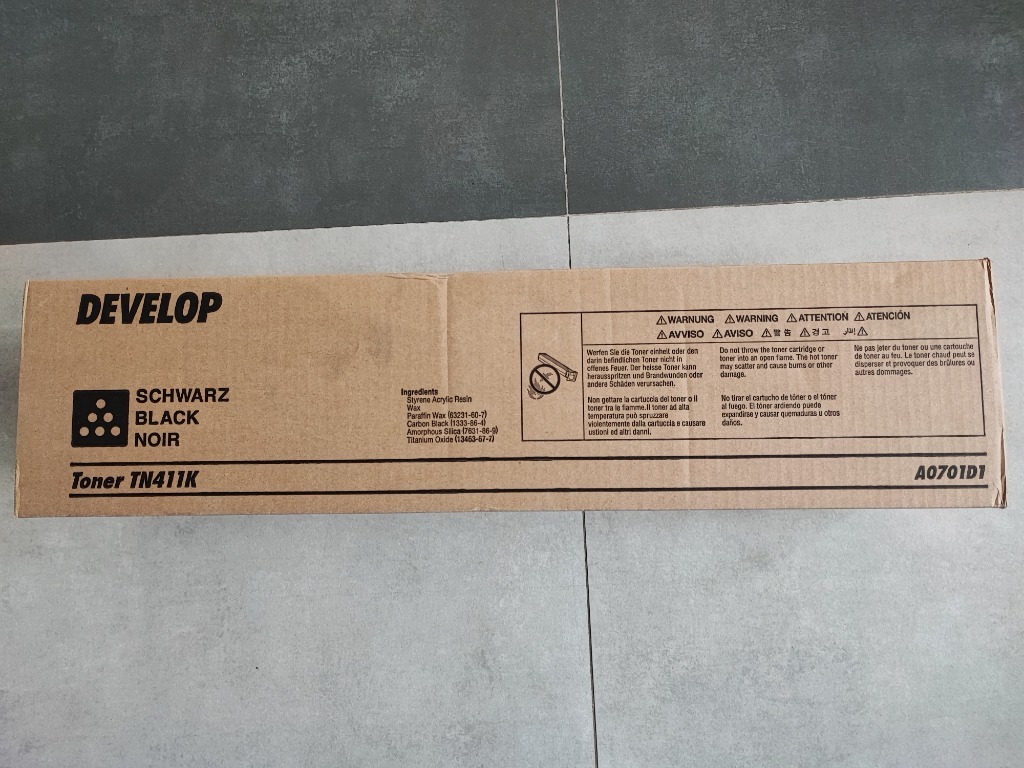 DEVELOP
SCHWARZ
BLACK
NOIR
Ingredients
Styrene Acrylic Resin
Wax
Paraffin Wax (63231-60-7)
Carbon Black (1333-86-4)
Amorphous Silica (7631-86-9)
Titanium Oxide (13463-67-7)
⚠WARNUNG ⚠WARNING ⚠ATTENTION ⚠ATENCIÓN
⚠AVVISO ⚠AVISO ⚠警告 ⚠경고 إنذار⚠
Werfen Sie die Toner einheit oder den
darin befindlichen Toner nicht in
offenes Feuer. Der heisse Toner kann
herausspritzen und Brandwunden oder
andere Schäden verursachen.
Do not throw the toner cartridge or
toner into an open flame. The hot toner
may scatter and cause burns or other
damage.
Ne pas jeter du toner ou une cartouche
de toner au feu. Le toner chaud peut se
disperser et provoquer des brûlures ou
autres dommages.
Non gettare la cartuccia del toner o il
toner tra le fiamme.Il toner ad alta
temperatura può spruzzare
violentemente dalla cartuccia e causare
ustioni ed altri danni.
No tirar el cartucho de tóner o el tóner
al fuego. El tóner ardiendo puede
expandirse y causar quemaduras u otros
daños.
Toner TN411K
A0701D1